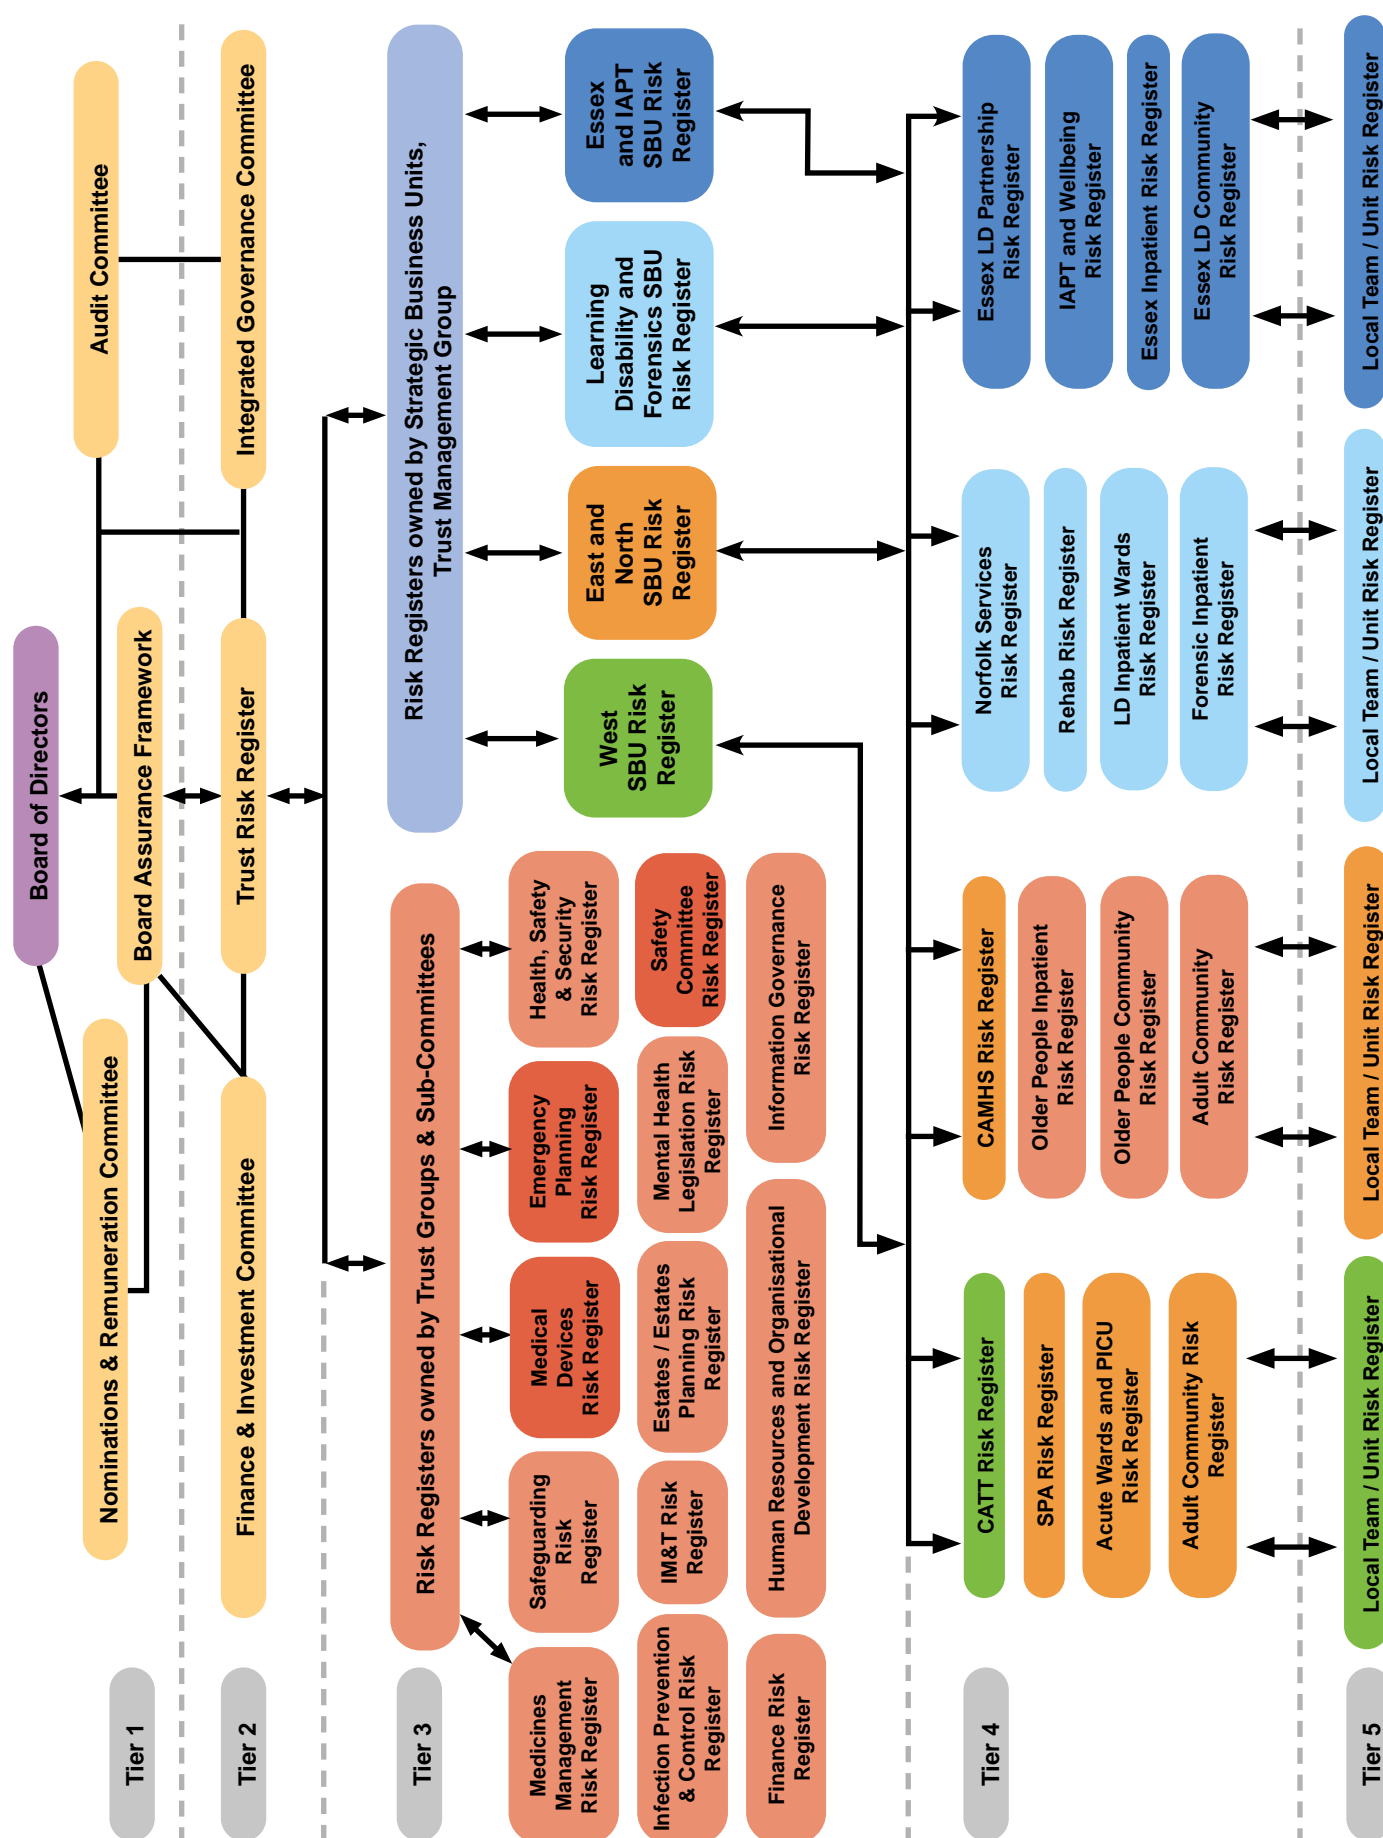 Board of Directors
Tier 1
Nominations & Remuneration Committee
Board Assurance Framework
Audit Committee
Tier 2
Finance & Investment Committee
Trust Risk Register
Integrated Governance Committee
Tier 3
Risk Registers owned by Trust Groups & Sub-Committees
Risk Registers owned by Strategic Business Units,
Trust Management Group
Medicines
Management
Risk Register
Safeguarding
Risk
Register
Medical
Devices
Risk Register
Emergency
Planning
Risk Register
Health, Safety
& Security
Risk Register
West
SBU Risk
Register
East and
North
SBU Risk
Register
Learning
Disability and
Forensics SBU
Risk Register
Essex
and IAPT
SBU Risk
Register
Infection Prevention
& Control Risk
Register
IM&T Risk
Register
Estates / Estates
Planning Risk
Register
Mental Health
Legislation Risk
Register
Safety
Committee
Risk Register
Finance Risk
Register
Human Resources and Organisational
Development Risk Register
Information Governance
Risk Register
Tier 4
CATT Risk Register
SPA Risk Register
Acute Wards and PICU
Risk Register
Adult Community Risk
Register
CAMHS Risk Register
Older People Inpatient
Risk Register
Older People Community
Risk Register
Adult Community
Risk Register
Norfolk Services
Risk Register
Rehab Risk Register
LD Inpatient Wards
Risk Register
Forensic Inpatient
Risk Register
Essex LD Partnership
Risk Register
IAPT and Wellbeing
Risk Register
Essex Inpatient Risk Register
Essex LD Community
Risk Register
Tier 5
Local Team / Unit Risk Register
Local Team / Unit Risk Register
Local Team / Unit Risk Register
Local Team / Unit Risk Register